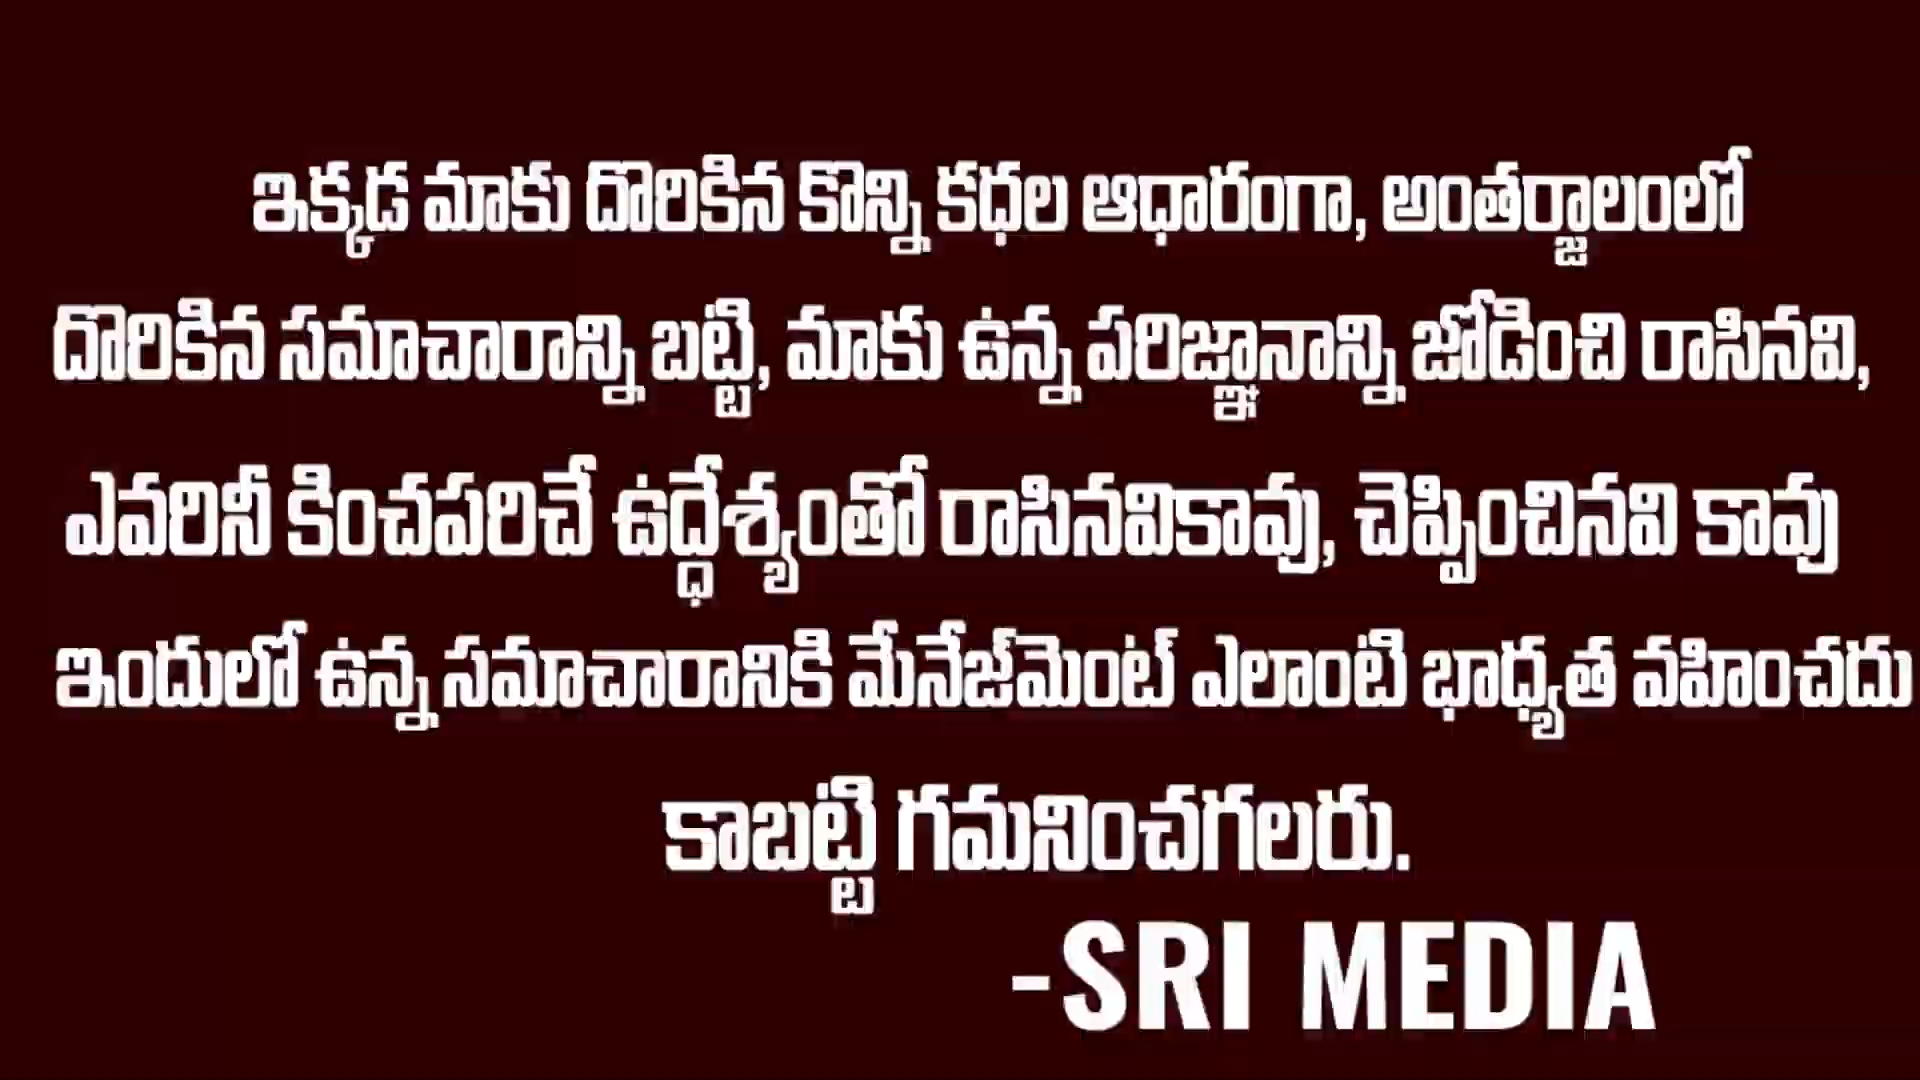 ఇక్కడ మాకు దొరికిన కొన్ని కధల ఆధారంగా, అంతర్జాలంలో
దొరికిన సమాచారాన్ని బట్టి, మాకు ఉన్న పరిజ్ఞానాన్ని జోడించి రాసినవి,
ఎవరినీ కించపరిచే ఉద్ధేశ్యంతో రాసినవికావు, చెప్పించినవి కావు
ఇందులో ఉన్న సమాచారానికి మేనేజ్‌మెంట్ ఎలాంటి భాధ్యత వహించదు
కాబట్టి గమనించగలరు.
-SRI MEDIA